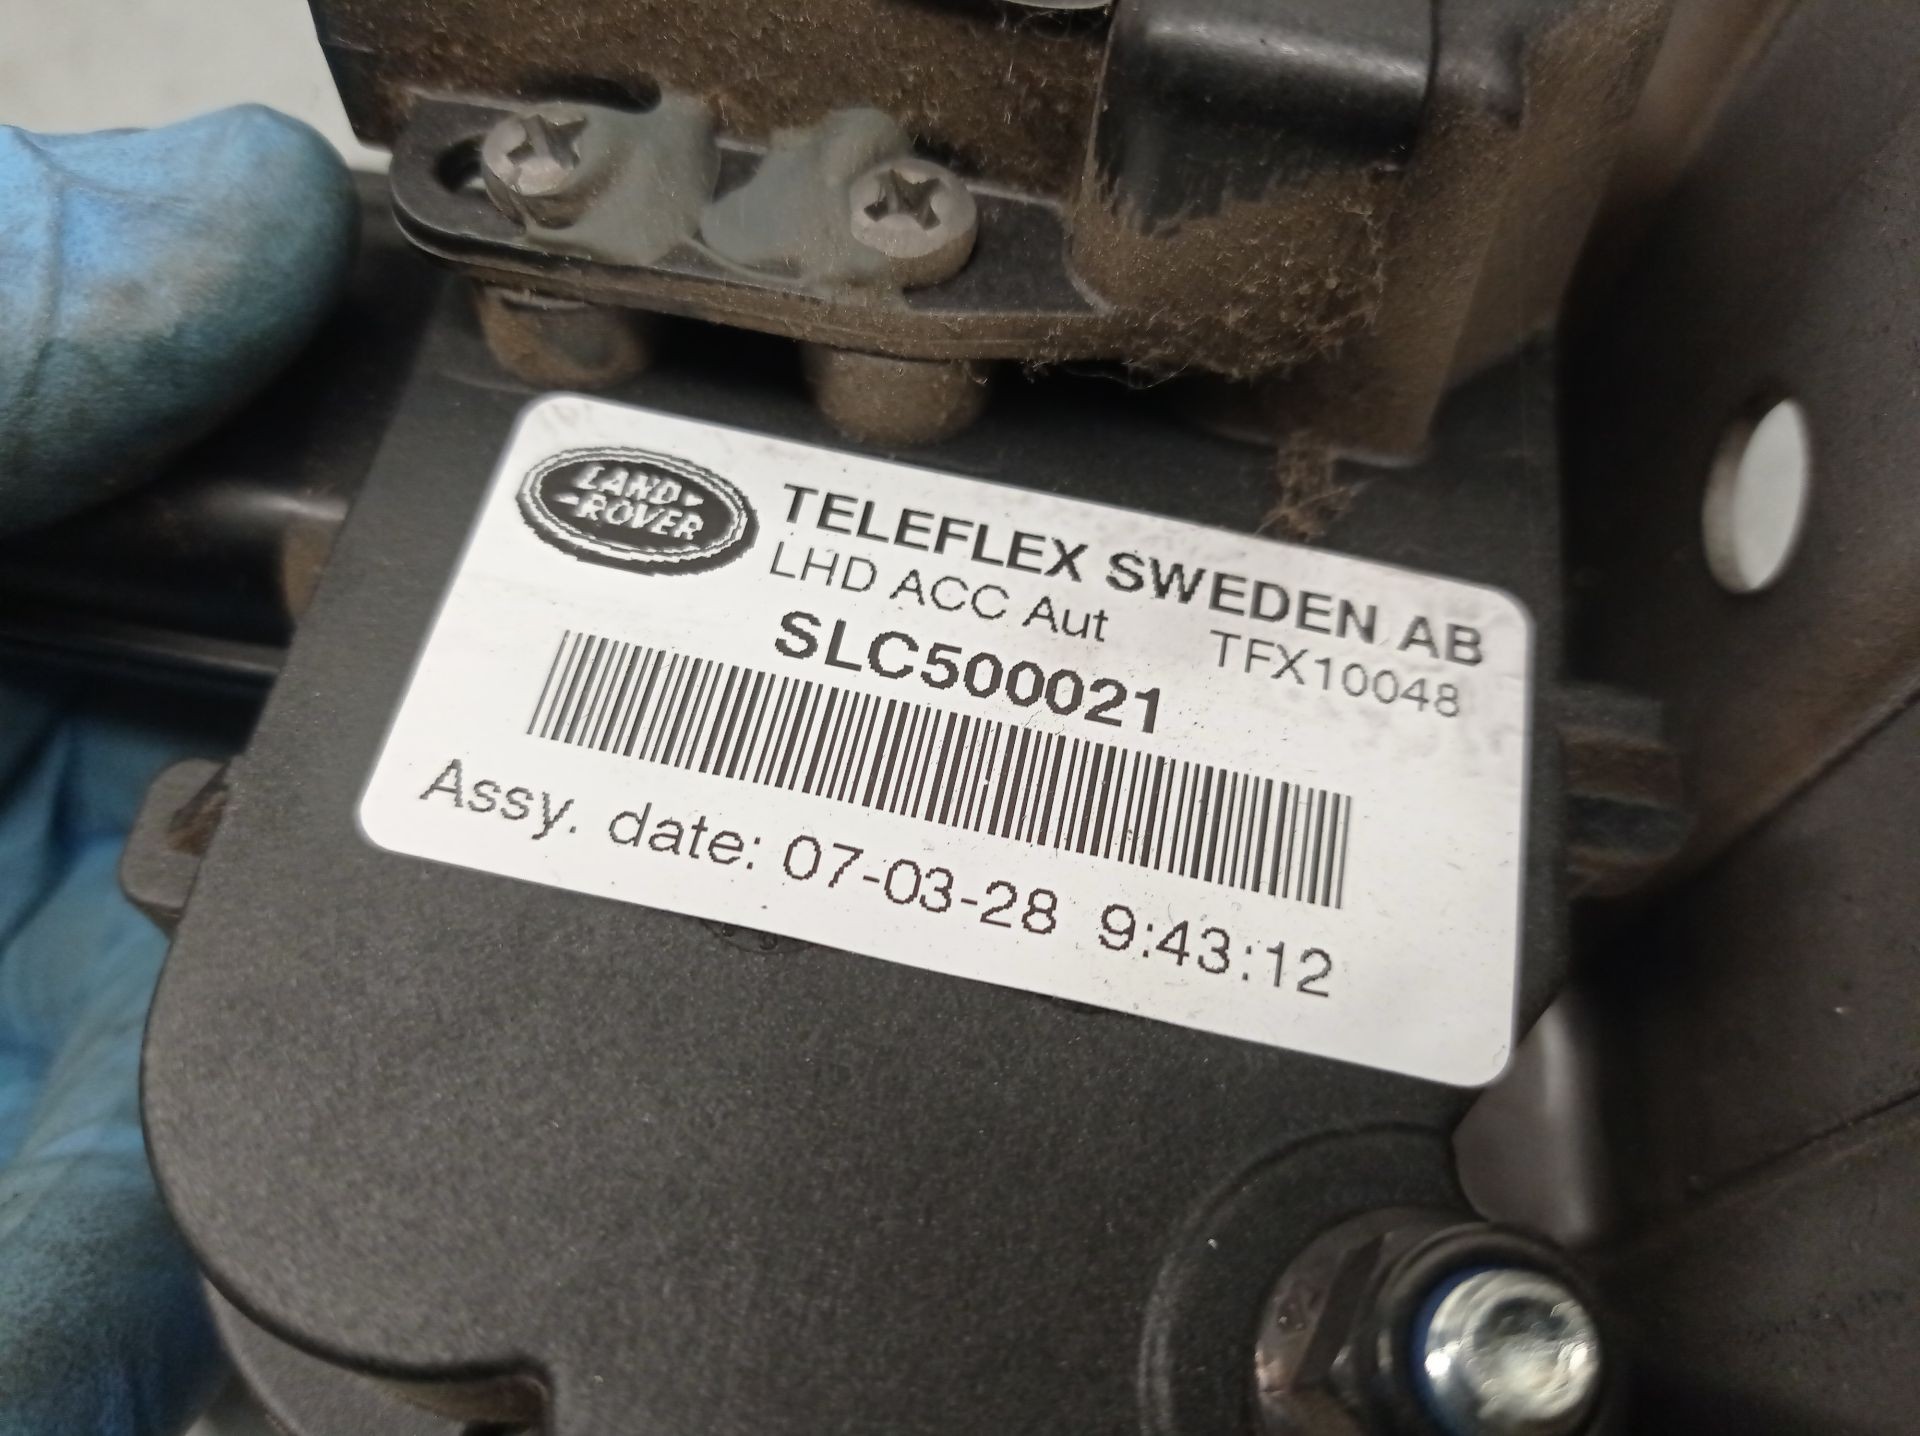 LAND
ROVER
TELEFLEX SWEDEN AB
LHD ACC Aut TFX10048
SLC500021
Assy. date: 07-03-28 9:43:12